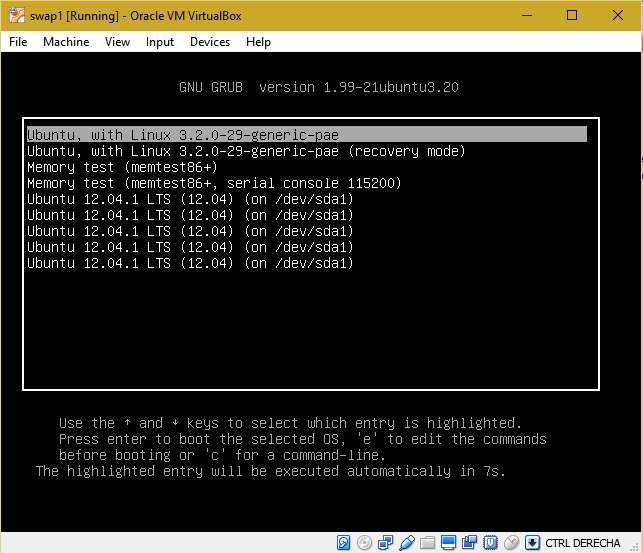 swap1 [Running] - Oracle VM VirtualBox
File Machine View Input Devices Help
GNU GRUB  version 1.99-21ubuntu3.20
Ubuntu, with Linux 3.2.0-29-generic-pae
Ubuntu, with Linux 3.2.0-29-generic-pae (recovery mode)
Memory test (memtest86+)
Memory test (memtest86+, serial console 115200)
Ubuntu 12.04.1 LTS (12.04) (on /dev/sda1)
Ubuntu 12.04.1 LTS (12.04) (on /dev/sda1)
Ubuntu 12.04.1 LTS (12.04) (on /dev/sda1)
Ubuntu 12.04.1 LTS (12.04) (on /dev/sda1)
Ubuntu 12.04.1 LTS (12.04) (on /dev/sda1)
Use the ↑ and ↓ keys to select which entry is highlighted.
Press enter to boot the selected OS, 'e' to edit the commands
before booting or 'c' for a command-line.
The highlighted entry will be executed automatically in 7s.
CTRL DERECHA